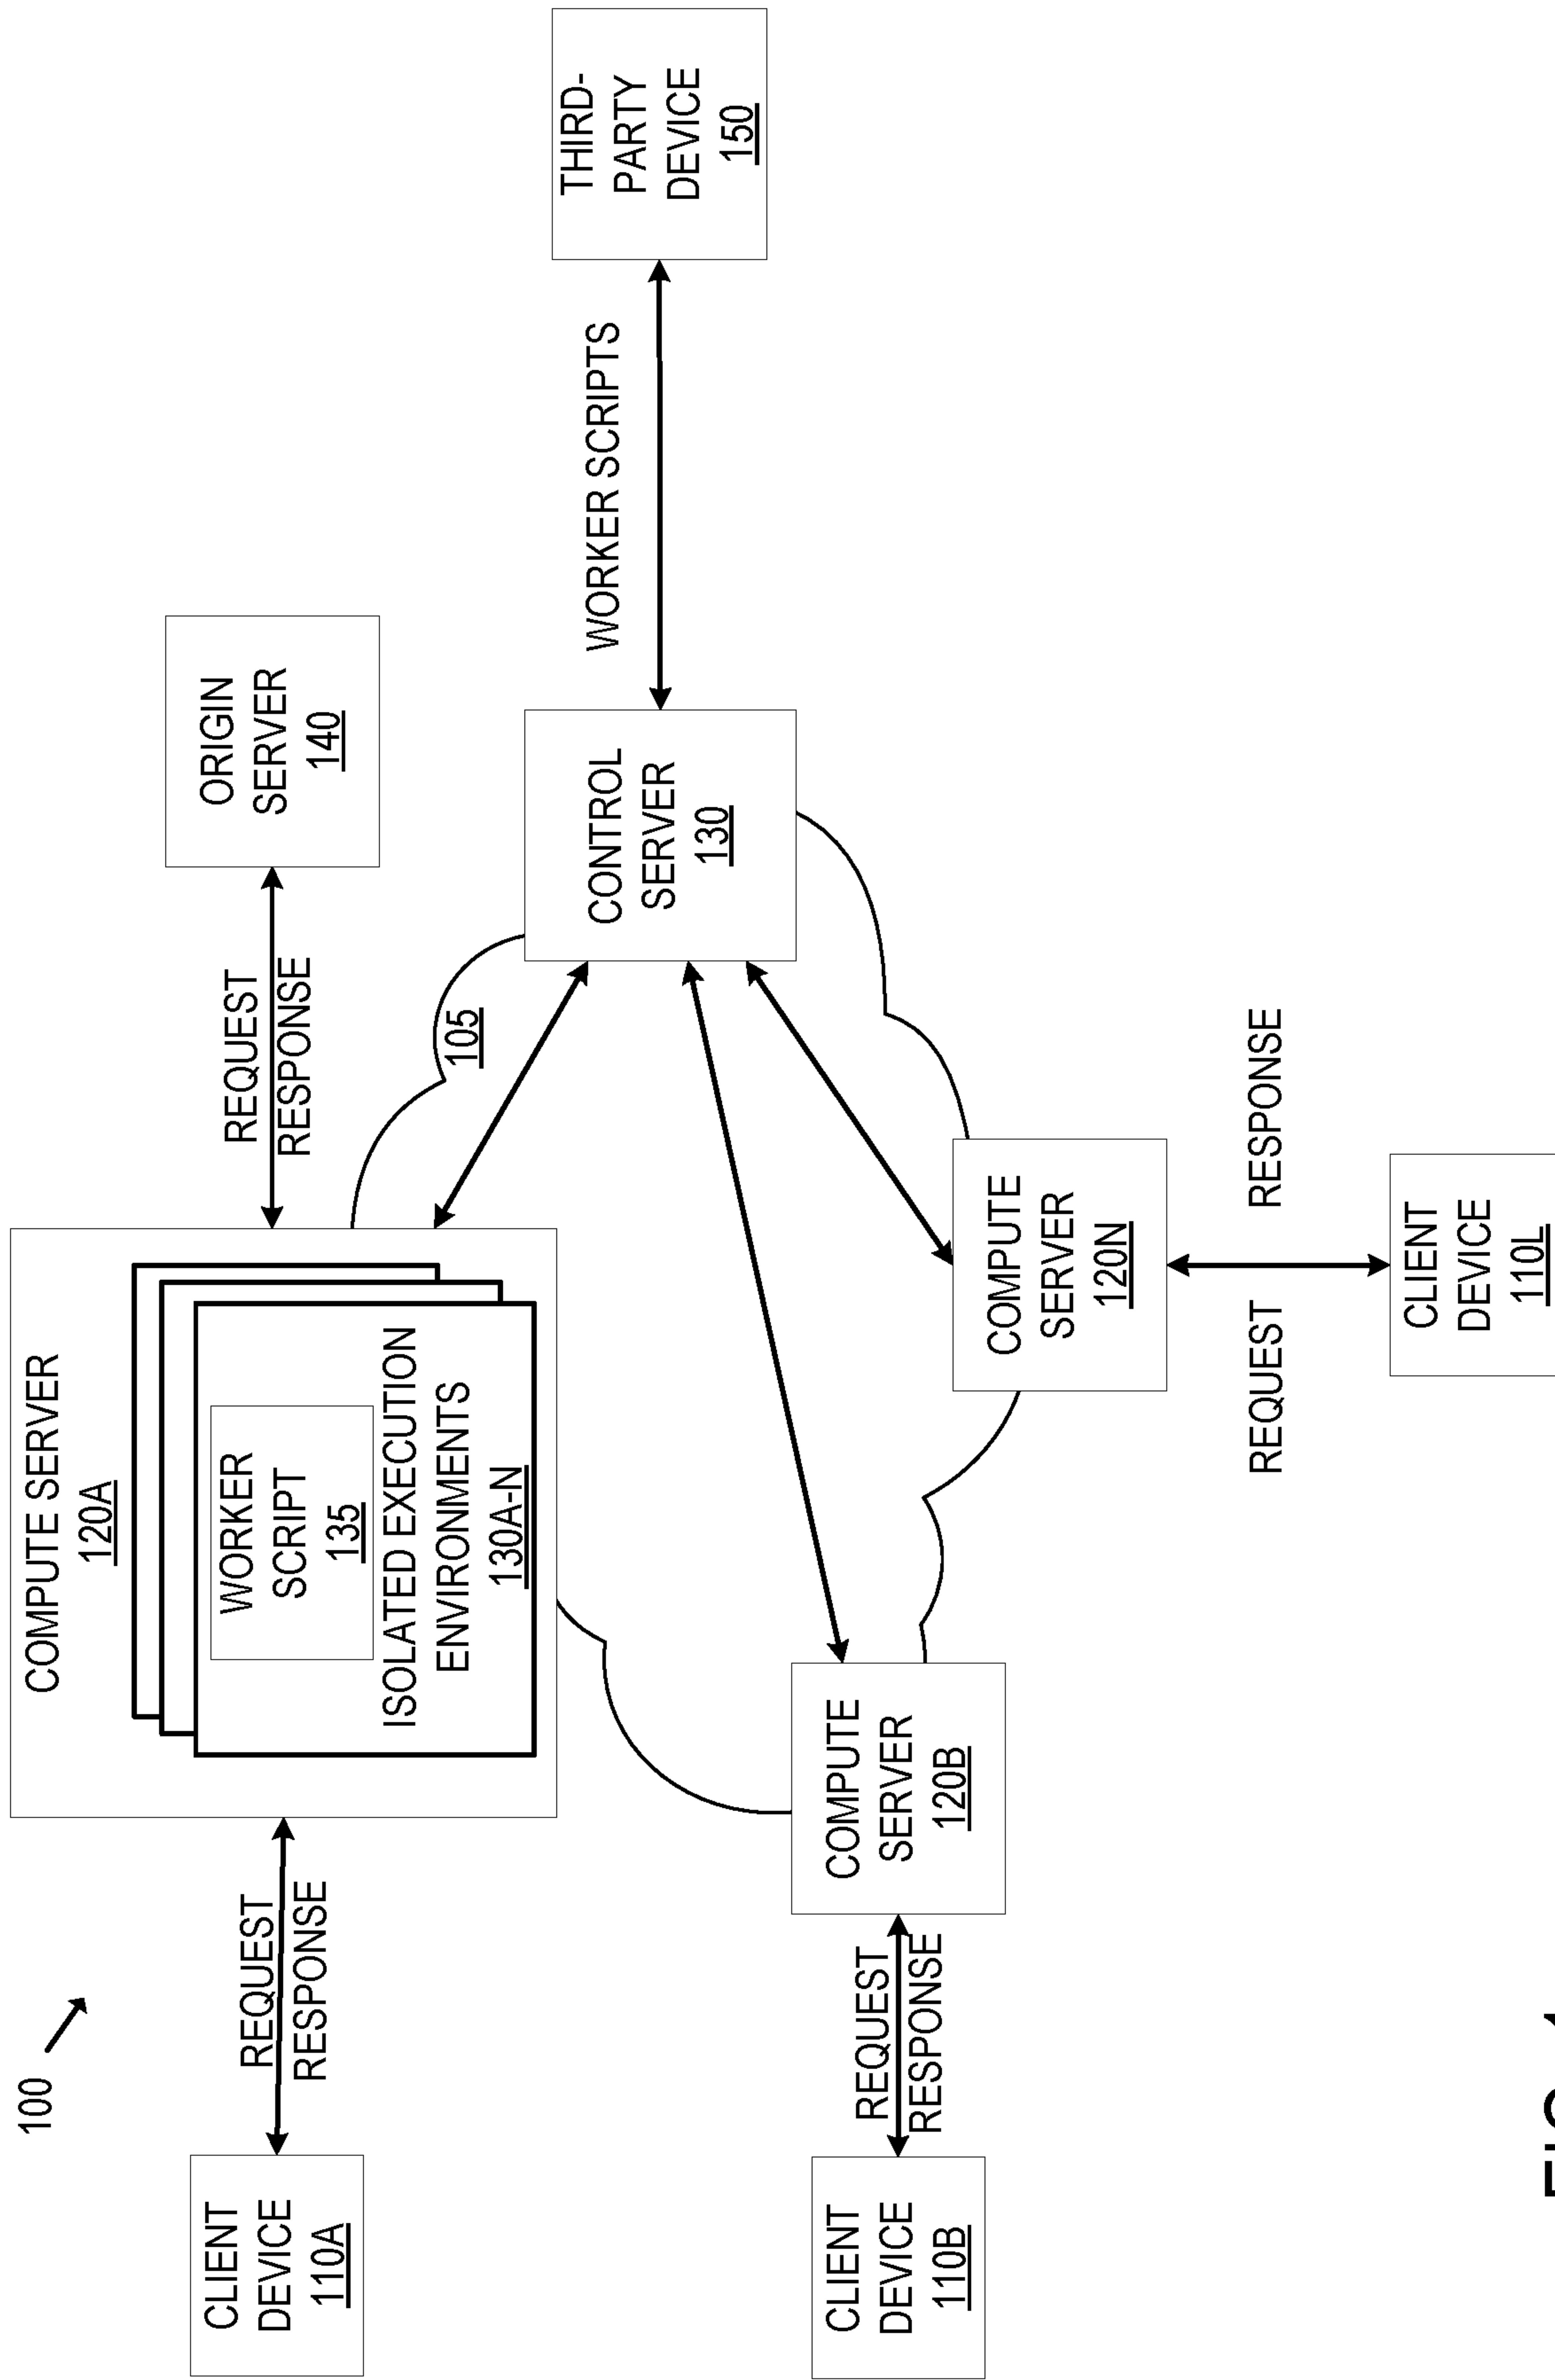 100
CLIENT
DEVICE
110A
REQUEST
RESPONSE
COMPUTE SERVER
120A
WORKER
SCRIPT
135
ISOLATED EXECUTION
ENVIRONMENTS
130A-N
REQUEST
RESPONSE
ORIGIN
SERVER
140
105
CONTROL
SERVER
130
WORKER SCRIPTS
THIRD-
PARTY
DEVICE
150
CLIENT
DEVICE
110B
REQUEST
RESPONSE
COMPUTE
SERVER
120B
COMPUTE
SERVER
120N
REQUEST
RESPONSE
CLIENT
DEVICE
110L